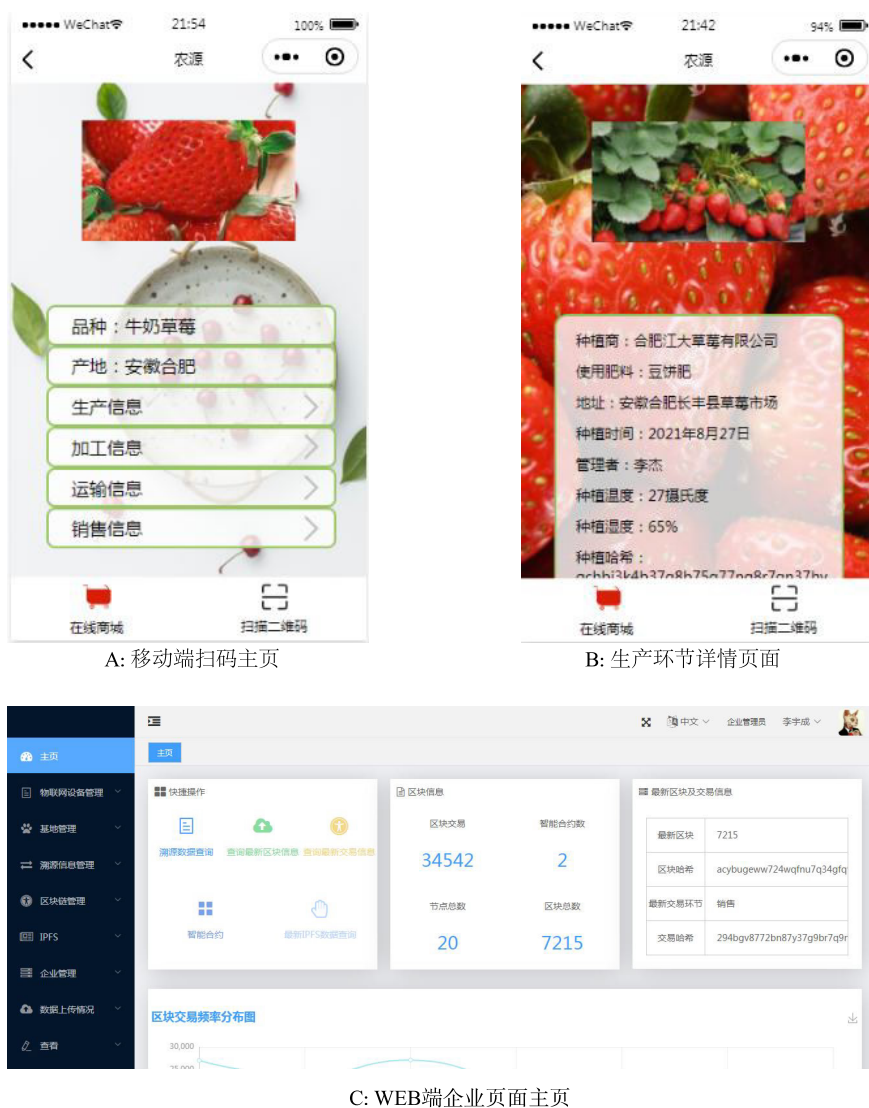 WeChat 21:54 100%
农源
品种：牛奶草莓
产地：安徽合肥
生产信息
加工信息
运输信息
销售信息
在线商城 扫描二维码
A: 移动端扫码主页
WeChat 21:42 94%
农源
种植商：合肥江大草莓有限公司
使用肥料：豆饼肥
地址：安徽合肥长丰县草莓市场
种植时间：2021年8月27日
管理者：李杰
种植温度：27摄氏度
种植湿度：65%
种植哈希：
在线商城 扫描二维码
B: 生产环节详情页面
中文 企业管理员 李宇成
主页
物联网设备管理
基地管理
溯源信息管理
区块链管理
IPFS
企业管理
数据上传情况
查看
主页
快捷操作
溯源数据查询 查询最新区块信息 查询最新交易信息
智能合约 最新IPFS数据查询
区块信息
区块交易 智能合约数
34542 2
节点总数 区块总数
20 7215
最新区块及交易信息
最新区块 7215
区块哈希 acybugeww724wqfnu7q34gfq
最新交易环节 销售
交易哈希 294bgv8772bn87y37g9br7q9r
区块交易频率分布图
30,000
C: WEB端企业页面主页